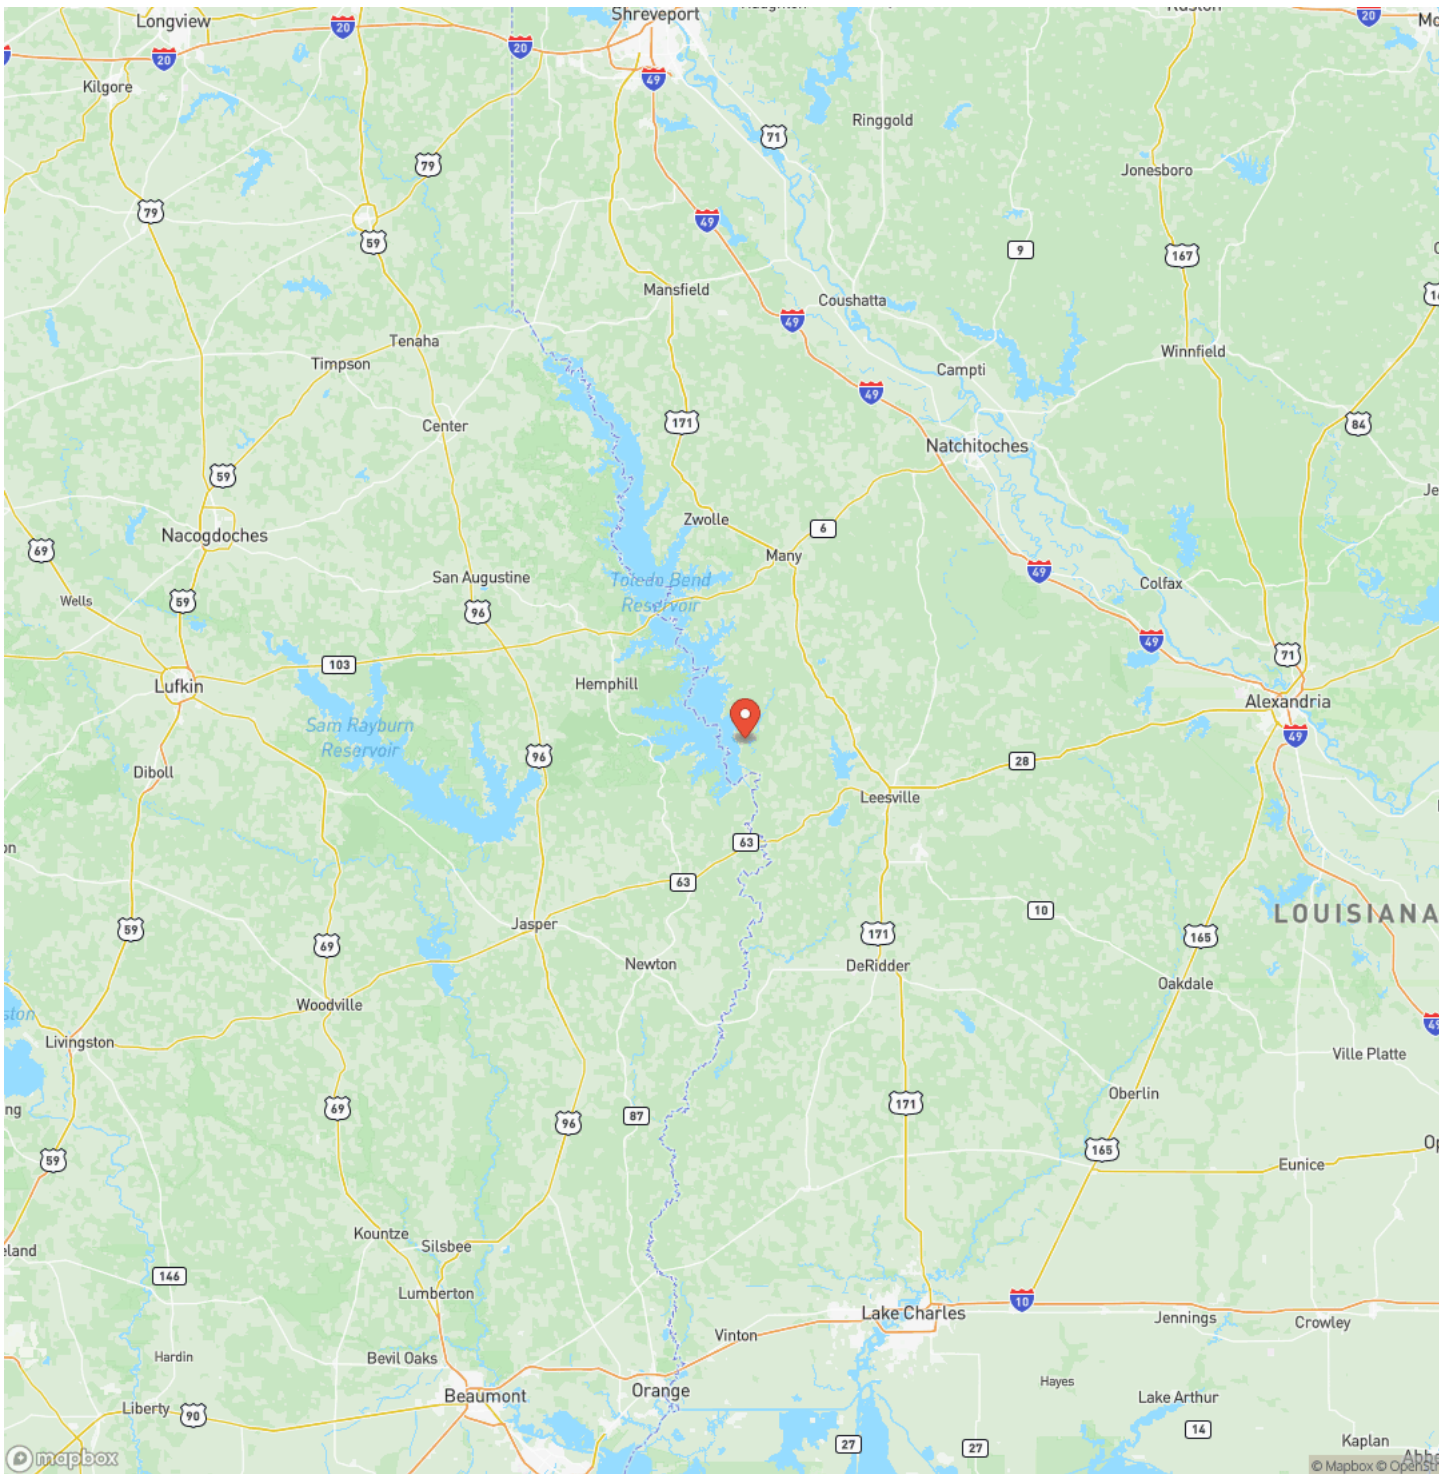 Longview
Shreveport
20
20
20
20
49
Kilgore
Ringgold
71
79
Jonesboro
79
59
49
9
167
Mansfield
Coushatta
49
Tenaha
Timpson
Campti
Winnfield
49
Center
171
84
Natchitoches
59
Zwolle
6
Nacogdoches
69
Many
San Augustine
Toledo Bend
Reservoir
49
Colfax
Wells
59
96
49
71
103
Lufkin
Hemphill
Alexandria
Sam Rayburn
Reservoir
96
49
28
Diboll
Leesville
63
63
10
LOUISIANA
59
69
Jasper
171
165
Newton
DeRidder
Oakdale
Woodville
Livingston
49
Ville Platte
Oberlin
69
96
87
171
165
59
Eunice
Kountze
Silsbee
146
Lumberton
10
Lake Charles
Jennings
Crowley
Vinton
Hardin
Bevil Oaks
Hayes
Beaumont
Orange
Lake Arthur
Liberty
90
14
27
27
Kaplan
mapbox
© Mapbox © OpenStr